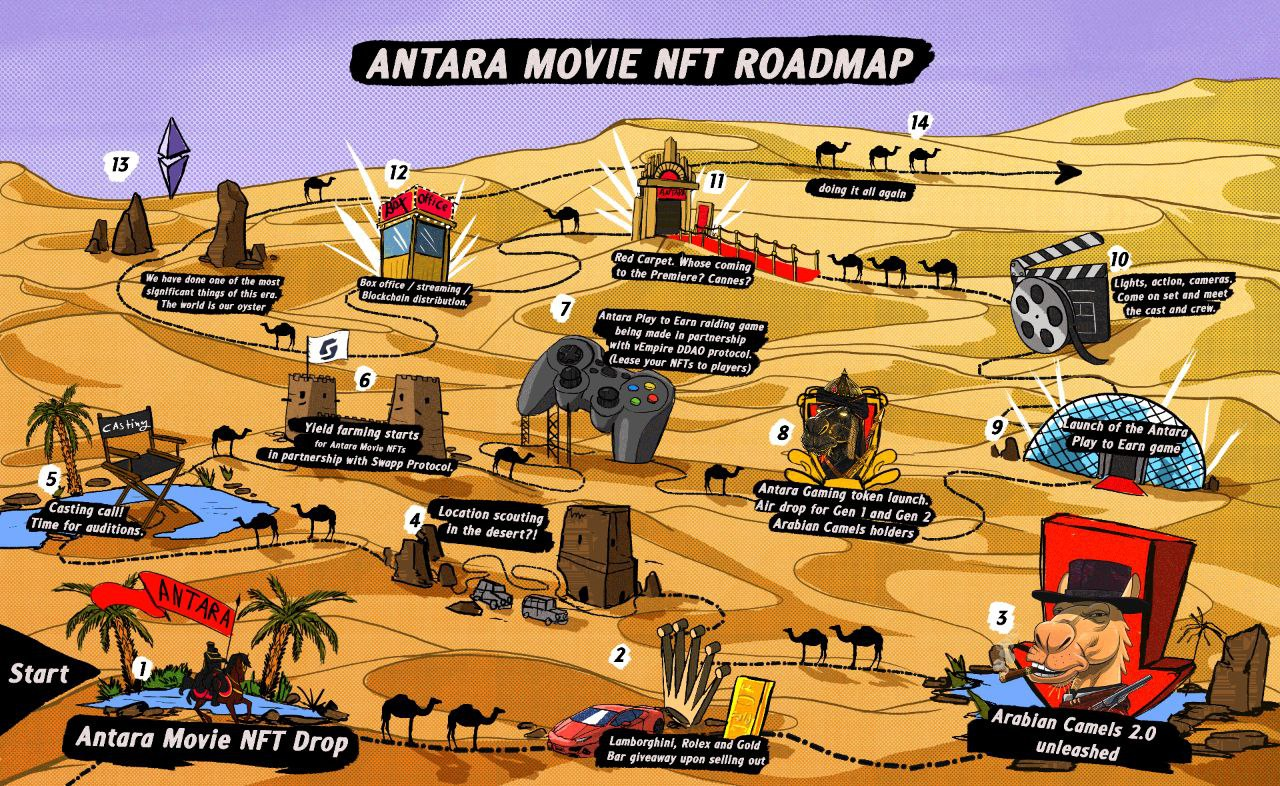 ANTARA MOVIE NFT ROADMAP
14
doing it all again
13
We have done one of the most
significant things of this era.
The world is our oyster
12
Box Office
Box office / streaming /
Blockchain distribution.
11
ANTARA
Red Carpet. Whose coming
to the Premiere? Cannes?
10
Lights, action, cameras.
Come on set and meet
the cast and crew.
7
Antara Play to Earn raiding game
being made in partnership
with vEmpire DDAO protocol.
(Lease your NFTs to players)
6
Yield farming starts
for Antara Movie NFTs
in partnership with Swapp Protocol.
8
Antara Gaming token launch.
Air drop for Gen 1 and Gen 2
Arabian Camels holders
9
Launch of the Antara
Play to Earn game
5
CASting
Casting call!
Time for auditions.
4
Location scouting
in the desert?!
Start
1
ANTARA
Antara Movie NFT Drop
2
Lamborghini, Rolex and Gold
Bar giveaway upon selling out
3
Arabian Camels 2.0
unleashed